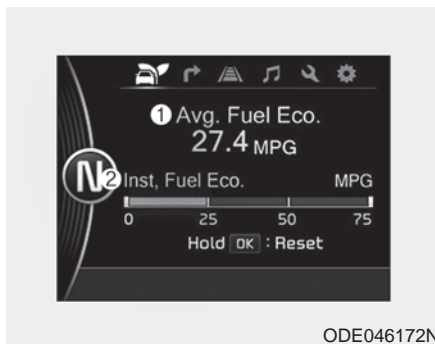 ① Avg. Fuel Eco.
27.4 MPG
N
② Inst, Fuel Eco. MPG
0 25 50 75
Hold OK : Reset
ODE046172N